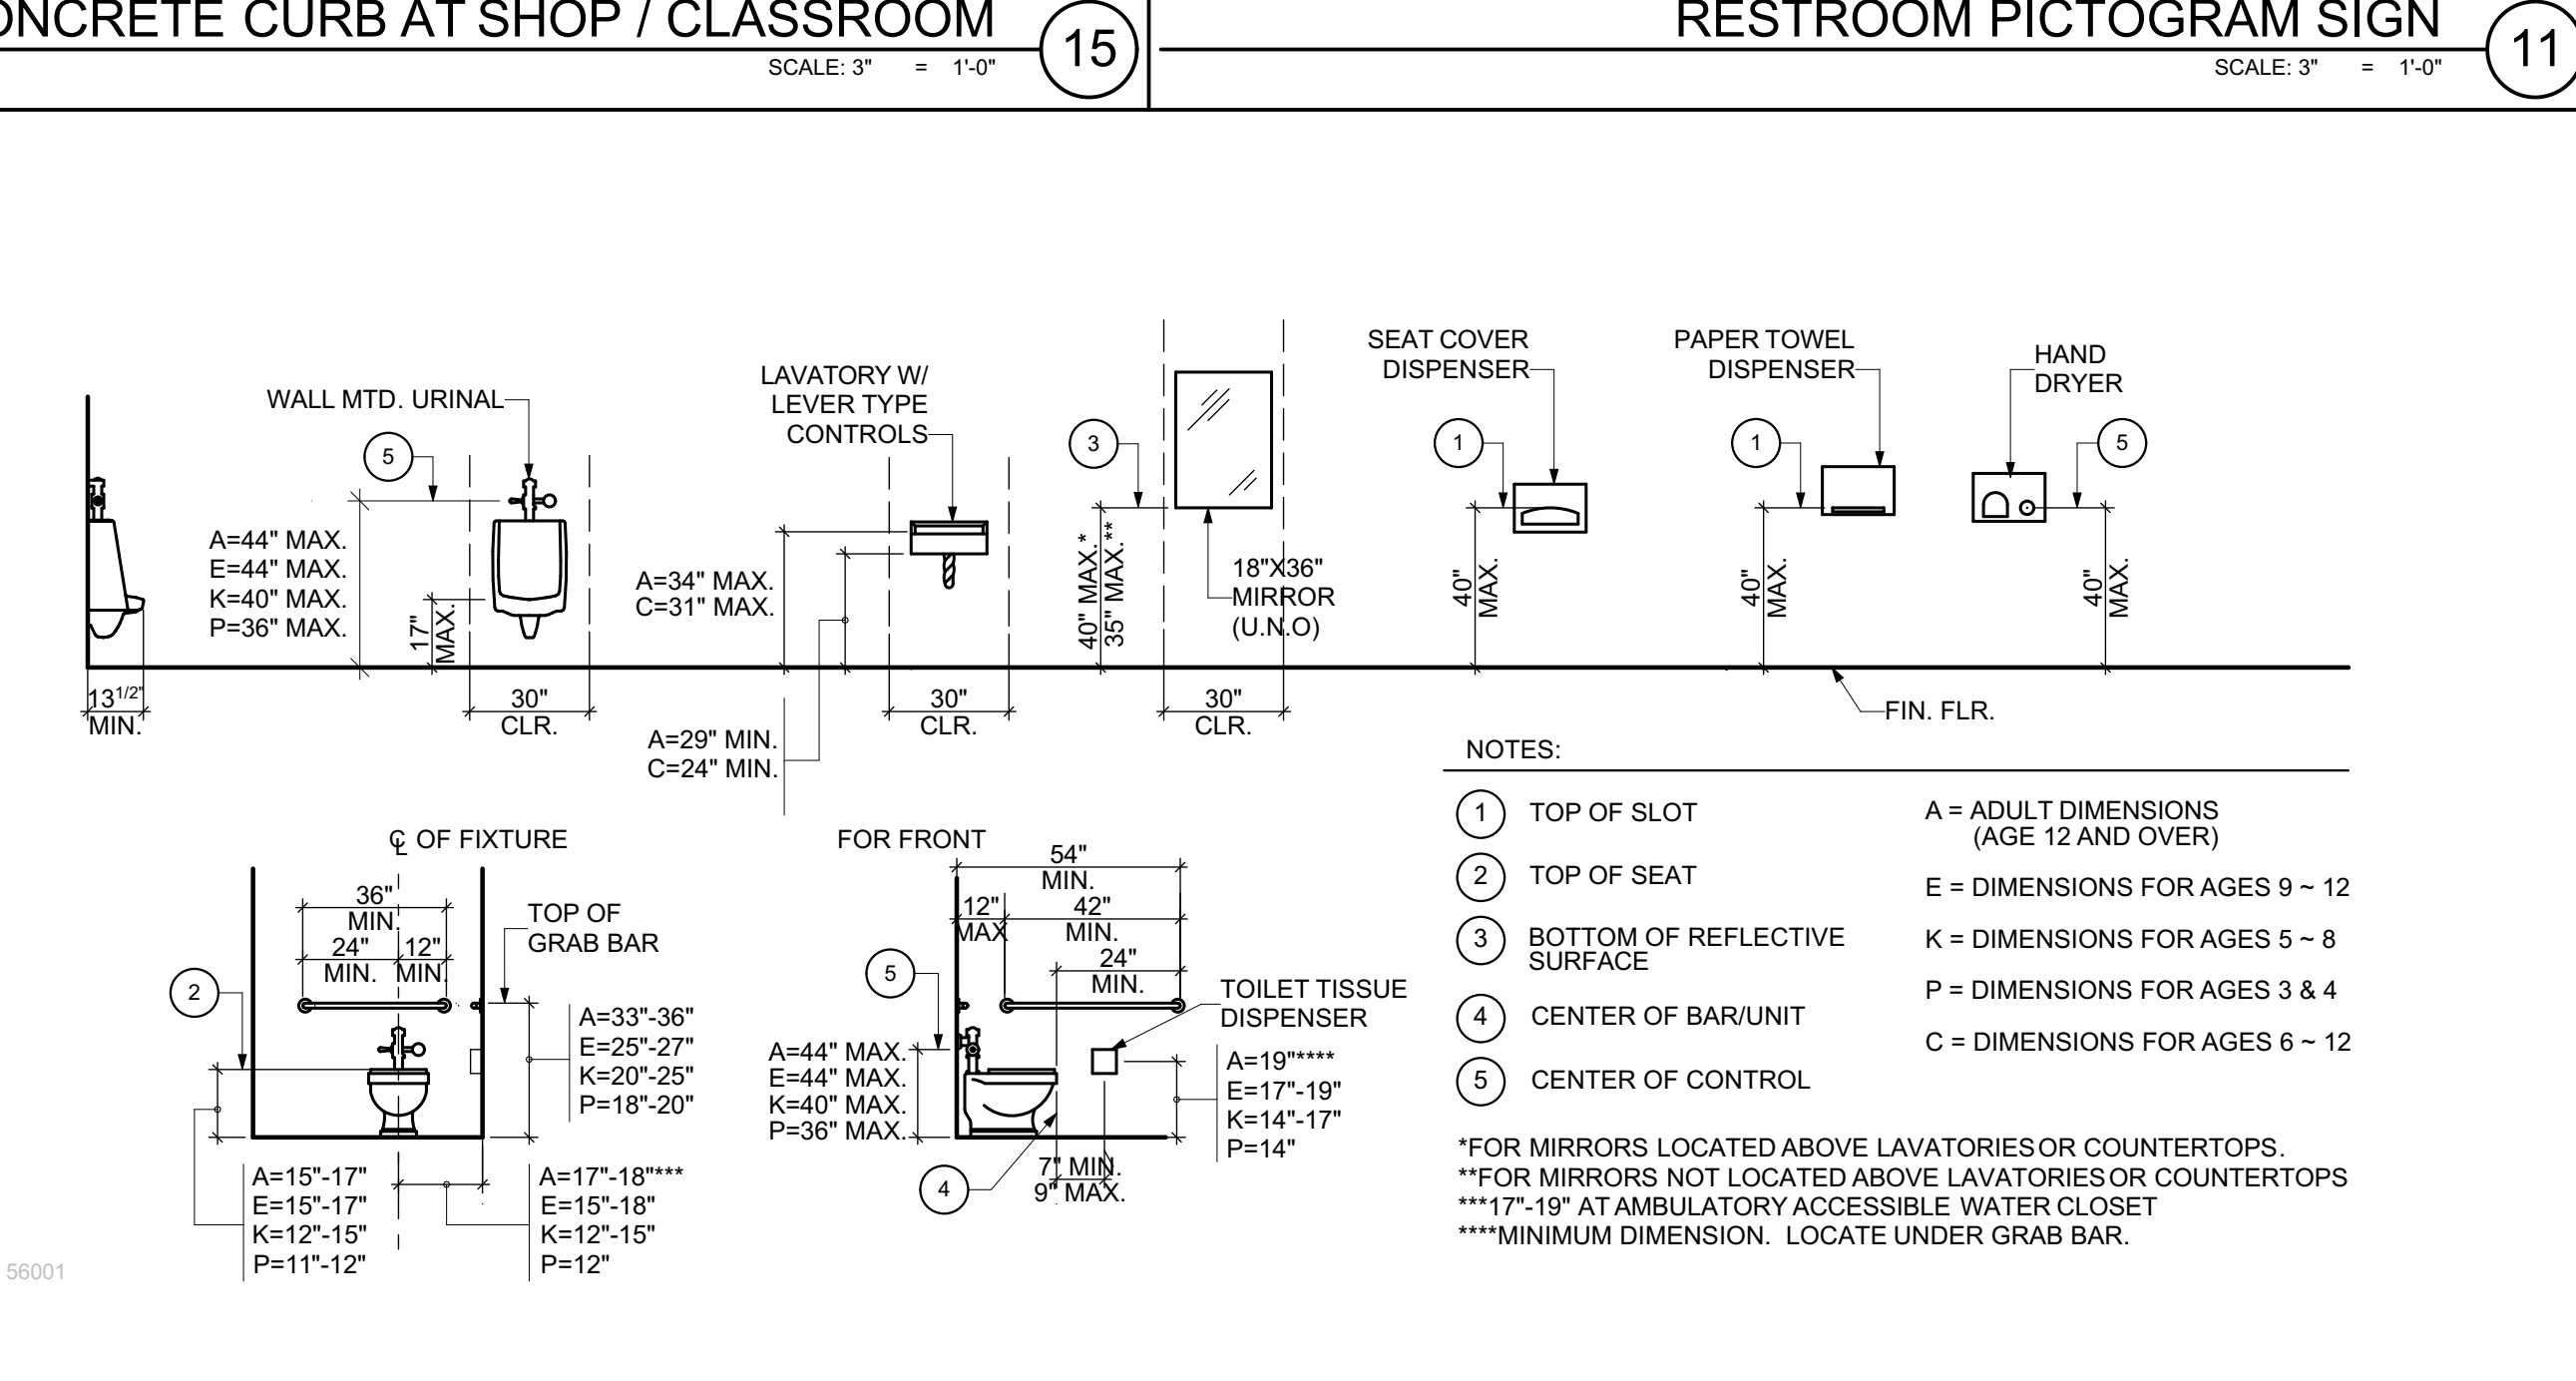 ONCRETE CURB AT SHOP / CLASSROOM
SCALE: 3" = 1'-0"
15
RESTROOM PICTOGRAM SIGN
SCALE: 3" = 1'-0"
11
WALL MTD. URINAL
5
A=44" MAX.
E=44" MAX.
K=40" MAX.
P=36" MAX.
17"
MAX.
13 1/2"
MIN.
30"
CLR.
LAVATORY W/
LEVER TYPE
CONTROLS
A=34" MAX.
C=31" MAX.
A=29" MIN.
C=24" MIN.
30"
CLR.
3
40" MAX.*
35" MAX.**
18"X36"
MIRROR
(U.N.O)
30"
CLR.
SEAT COVER
DISPENSER
1
40"
MAX.
PAPER TOWEL
DISPENSER
1
40"
MAX.
HAND
DRYER
5
40"
MAX.
FIN. FLR.
℄ OF FIXTURE
36"
MIN.
24"
MIN.
12"
MIN.
TOP OF
GRAB BAR
2
A=33"-36"
E=25"-27"
K=20"-25"
P=18"-20"
A=15"-17"
E=15"-17"
K=12"-15"
P=11"-12"
A=17"-18"***
E=15"-18"
K=12"-15"
P=12"
FOR FRONT
54"
MIN.
12"
MAX
42"
MIN.
24"
MIN.
5
TOILET TISSUE
DISPENSER
A=44" MAX.
E=44" MAX.
K=40" MAX.
P=36" MAX.
A=19"****
E=17"-19"
K=14"-17"
P=14"
4
7" MIN.
9" MAX.
NOTES:
1 TOP OF SLOT
2 TOP OF SEAT
3 BOTTOM OF REFLECTIVE
SURFACE
4 CENTER OF BAR/UNIT
5 CENTER OF CONTROL
A = ADULT DIMENSIONS
(AGE 12 AND OVER)
E = DIMENSIONS FOR AGES 9 ~ 12
K = DIMENSIONS FOR AGES 5 ~ 8
P = DIMENSIONS FOR AGES 3 & 4
C = DIMENSIONS FOR AGES 6 ~ 12
*FOR MIRRORS LOCATED ABOVE LAVATORIES OR COUNTERTOPS.
**FOR MIRRORS NOT LOCATED ABOVE LAVATORIES OR COUNTERTOPS
***17"-19" AT AMBULATORY ACCESSIBLE WATER CLOSET
****MINIMUM DIMENSION. LOCATE UNDER GRAB BAR.
56001